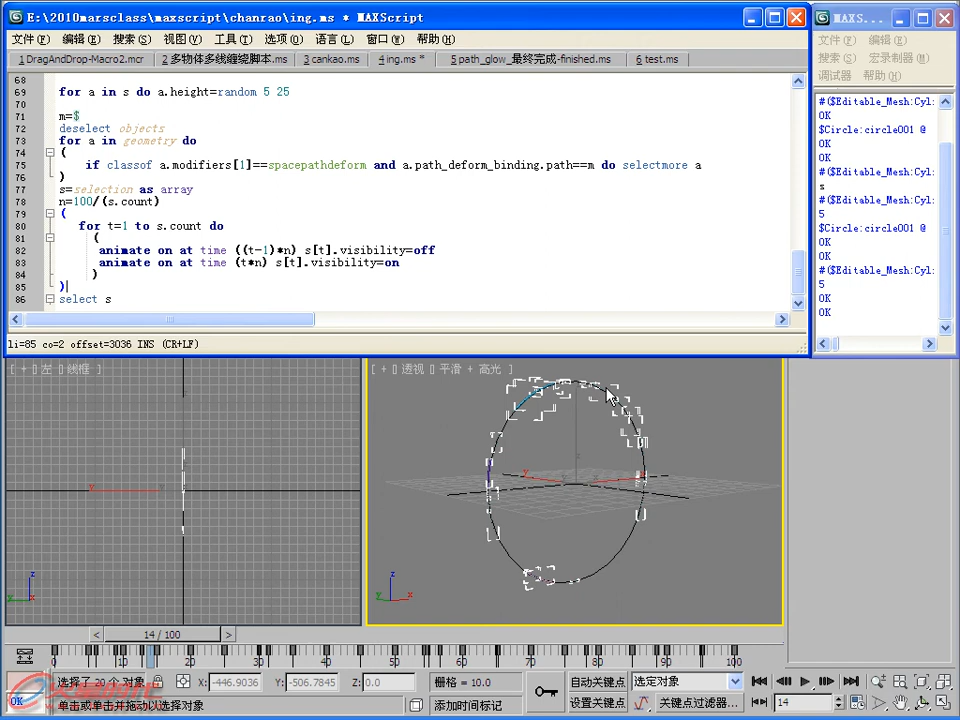 E:\2010marsclass\maxscript\chanrao\ing.ms * MAXScript
文件(F) 编辑(E) 搜索(S) 视图(V) 工具(T) 选项(O) 语言(L) 窗口(W) 帮助(H)
1 DragAndDrop-Macro2.mcr 2 多物体多线缠绕脚本.ms 3 cankao.ms 4 ing.ms * 5 path_glow_最终完成-finished.ms 6 test.ms
68
69 for a in s do a.height=random 5 25
70
71 m=$
72 deselect objects
73 for a in geometry do
74 (
75 if classof a.modifiers[1]==spacepathdeform and a.path_deform_binding.path==m do selectmore a
76 )
77 s=selection as array
78 n=100/(s.count)
79 (
80 for t=1 to s.count do
81 (
82 animate on at time ((t-1)*n) s[t].visibility=off
83 animate on at time (t*n) s[t].visibility=on
84 )
85 )
86 select s
li=85 co=2 offset=3036 INS (CR+LF)
MAXS...
文件(F) 编辑(E)
搜索(S) 宏录制器(M)
调试器 帮助(H)
#($Editable_Mesh:Cyl:
OK
$Circle:circle001 @
OK
OK
#($Editable_Mesh:Cyl:
s
#($Editable_Mesh:Cyl:
5
$Circle:circle001 @
OK
OK
#($Editable_Mesh:Cyl:
5
OK
OK
[ + [] 左 [] 线框 ]
[ + [] 透视 [] 平滑 + 高光 ]
z
y
x
14 / 100
0 10 20 30 40 50 60 70 80 90 100
选择了 20 个 对象 X: -446.9036 Y: -506.7845 Z: 0.0 栅格 = 10.0 自动关键点 选定对象
OK 单击或单击并拖动以选择对象 添加时间标记 设置关键点 关键点过滤器... 14